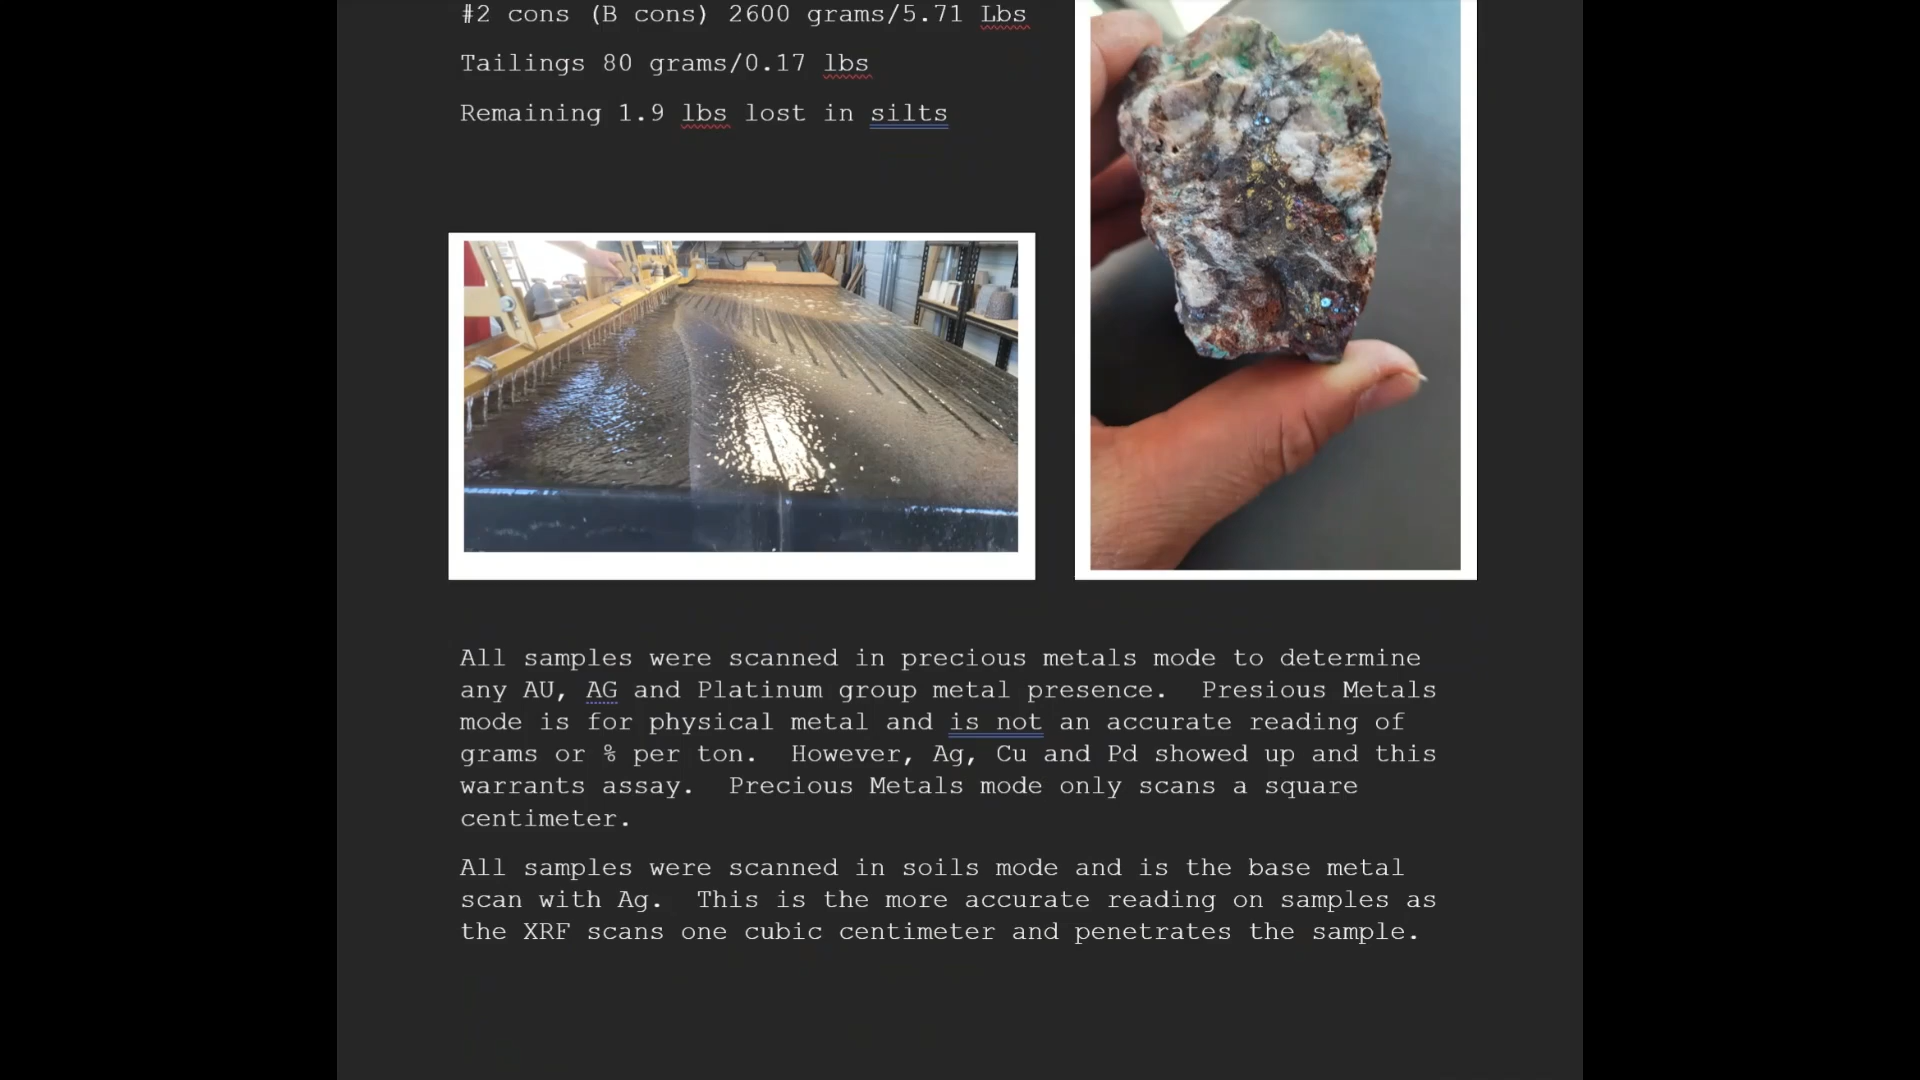 #2 cons (B cons) 2600 grams/5.71 Lbs
Tailings 80 grams/0.17 lbs
Remaining 1.9 lbs lost in silts
All samples were scanned in precious metals mode to determine
any AU, AG and Platinum group metal presence. Presious Metals
mode is for physical metal and is not an accurate reading of
grams or % per ton. However, Ag, Cu and Pd showed up and this
warrants assay. Precious Metals mode only scans a square
centimeter.
All samples were scanned in soils mode and is the base metal
scan with Ag. This is the more accurate reading on samples as
the XRF scans one cubic centimeter and penetrates the sample.